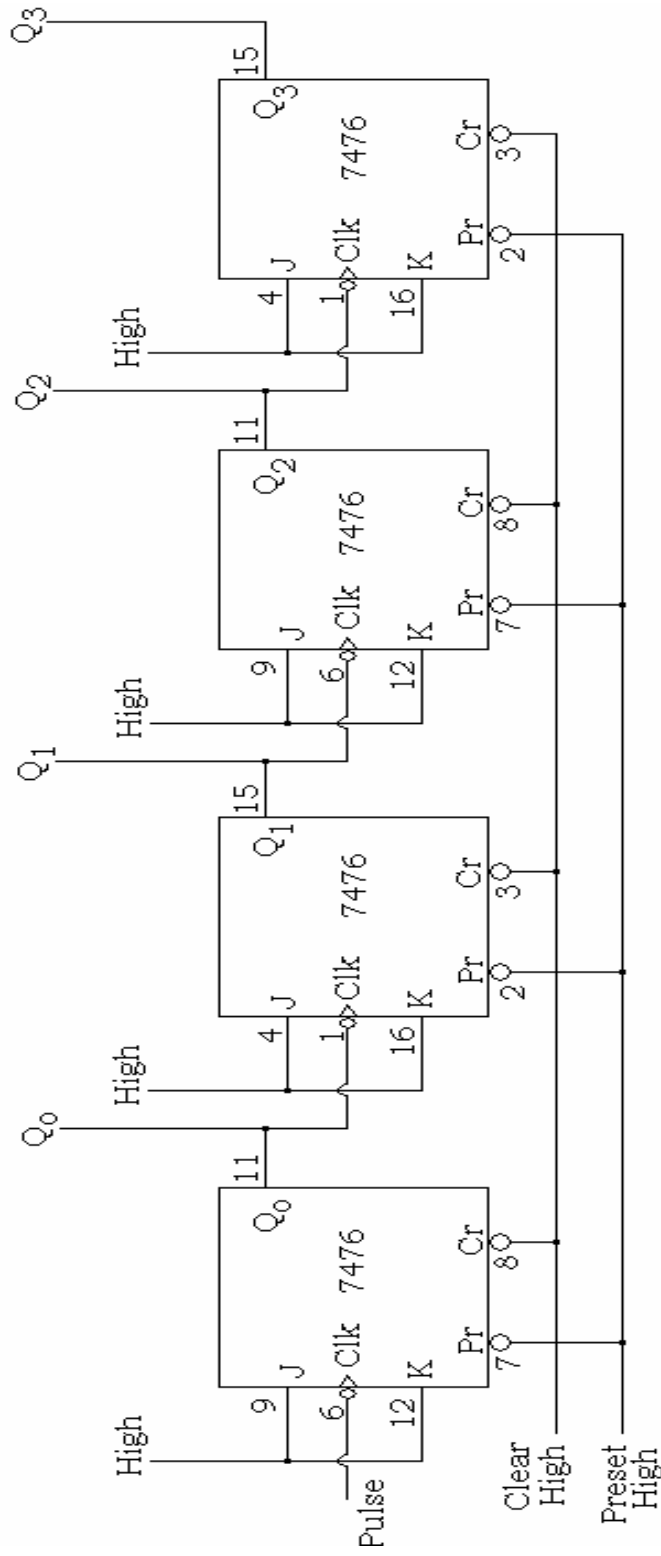 Q0 Q1 Q2 Q3
High High High High
11 15 11 15
Q0 Q1 Q2 Q3
9 4 9 4
J J J J
6 1 6 1
Clk Clk Clk Clk
7476 7476 7476 7476
Pulse
12 16 12 16
K K K K
Pr Cr Pr Cr Pr Cr Pr Cr
7 8 2 3 7 8 2 3
Clear
High
Preset
High